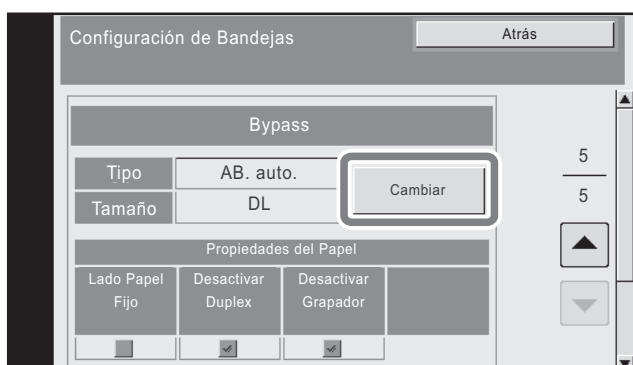 Configuración de Bandejas
Atrás
Bypass
Tipo
AB. auto.
Cambiar
Tamaño
DL
Propiedades del Papel
Lado Papel
Fijo
Desactivar
Duplex
Desactivar
Grapador
5
5